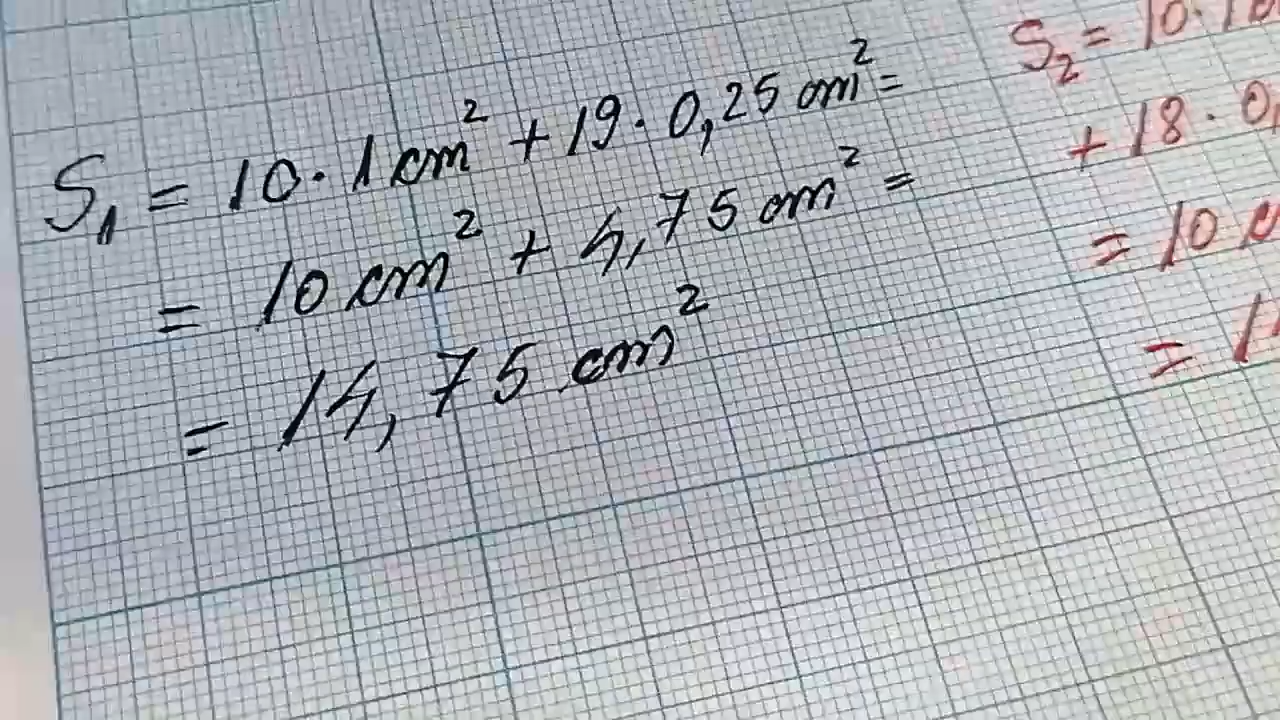 S₁ = 10 · 1 cm² + 19 · 0,25 cm² =
= 10 cm² + 4,75 cm² =
= 14,75 cm²
S₂ = 10 ·
+ 18 · 0,
= 10
=